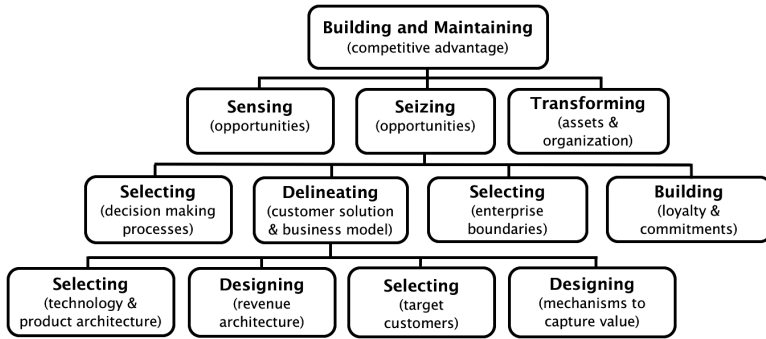 Building and Maintaining
(competitive advantage)
Sensing
(opportunities)
Seizing
(opportunities)
Transforming
(assets &
organization)
Selecting
(decision making
processes)
Delineating
(customer solution
& business model)
Selecting
(enterprise
boundaries)
Building
(loyalty &
commitments)
Selecting
(technology &
product architecture)
Designing
(revenue
architecture)
Selecting
(target
customers)
Designing
(mechanisms to
capture value)